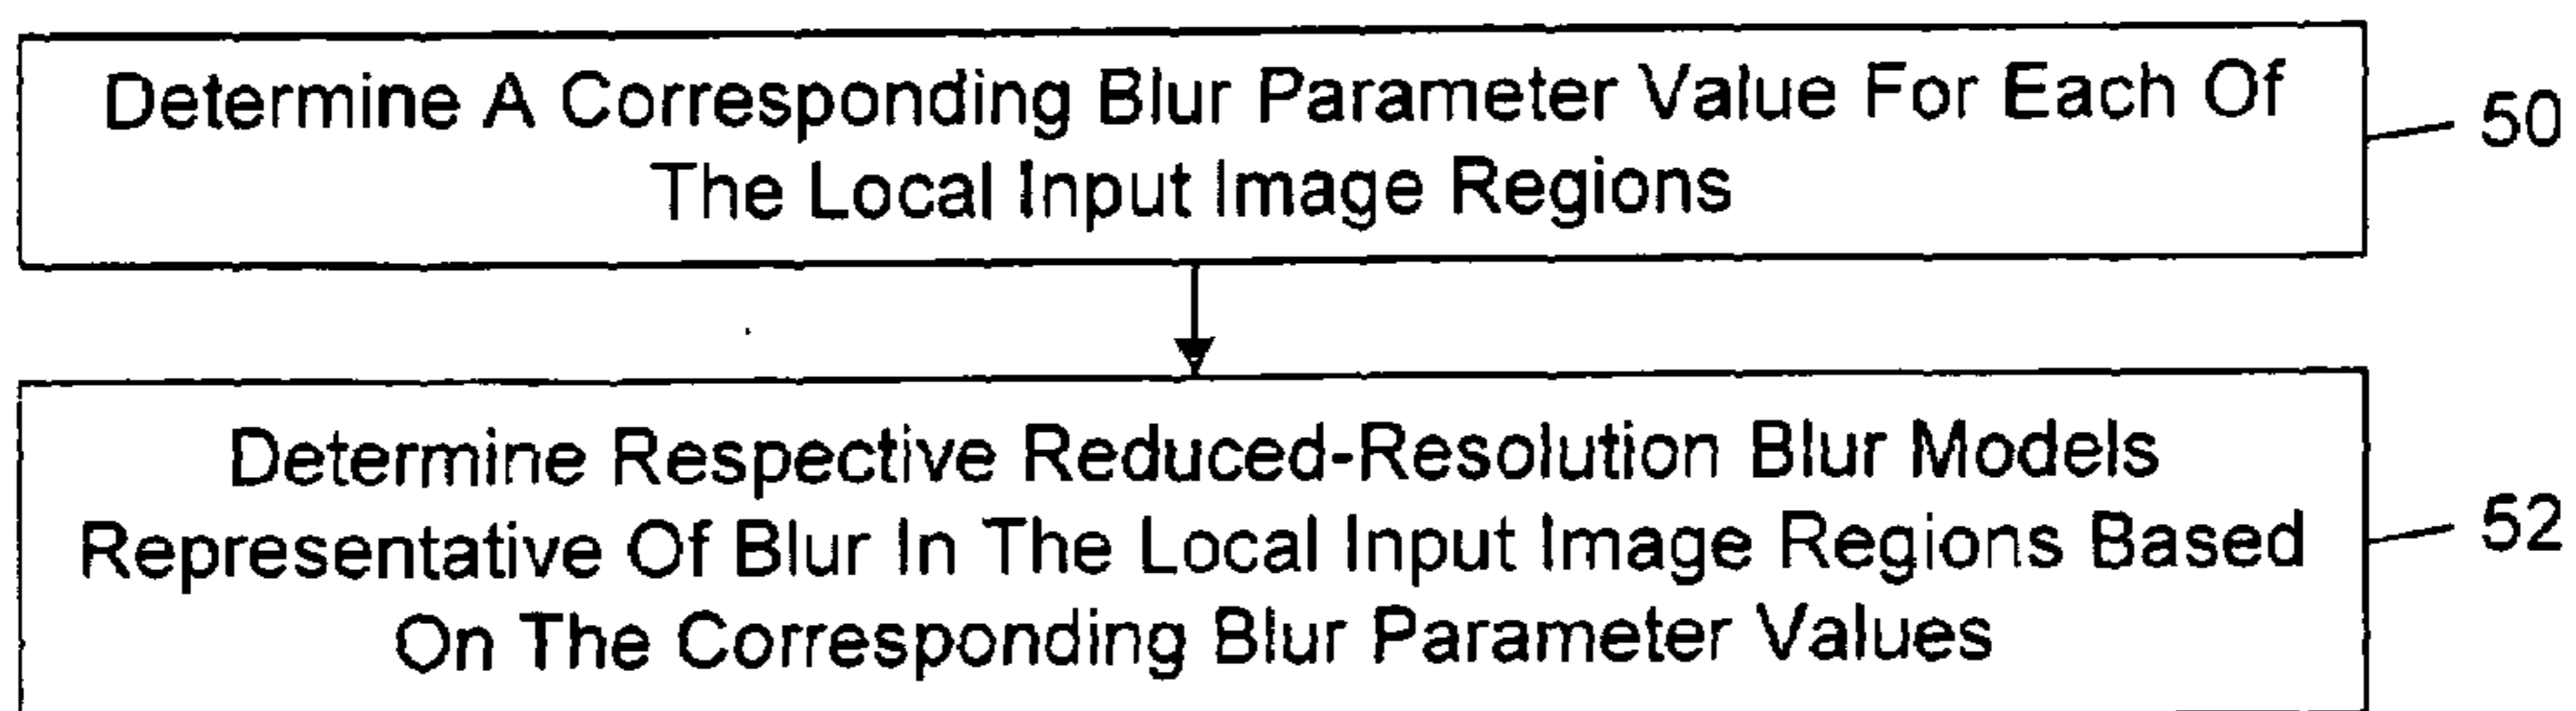 Determine A Corresponding Blur Parameter Value For Each Of
The Local Input Image Regions
50
Determine Respective Reduced-Resolution Blur Models
Representative Of Blur In The Local Input Image Regions Based
On The Corresponding Blur Parameter Values
52